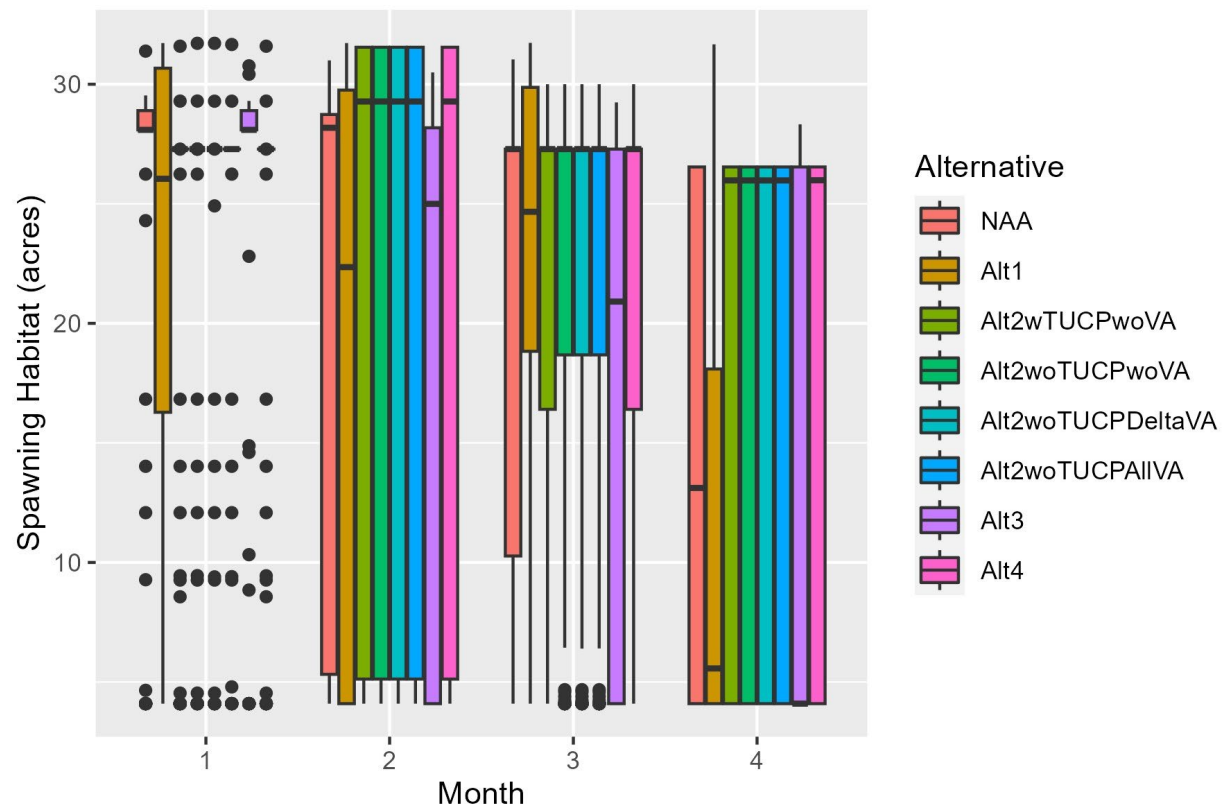 Spawning Habitat (acres)
30
20
10
1
2
3
4
Month
Alternative
NAA
Alt1
Alt2wTUCPwoVA
Alt2woTUCPwoVA
Alt2woTUCPDeltaVA
Alt2woTUCPAllVA
Alt3
Alt4